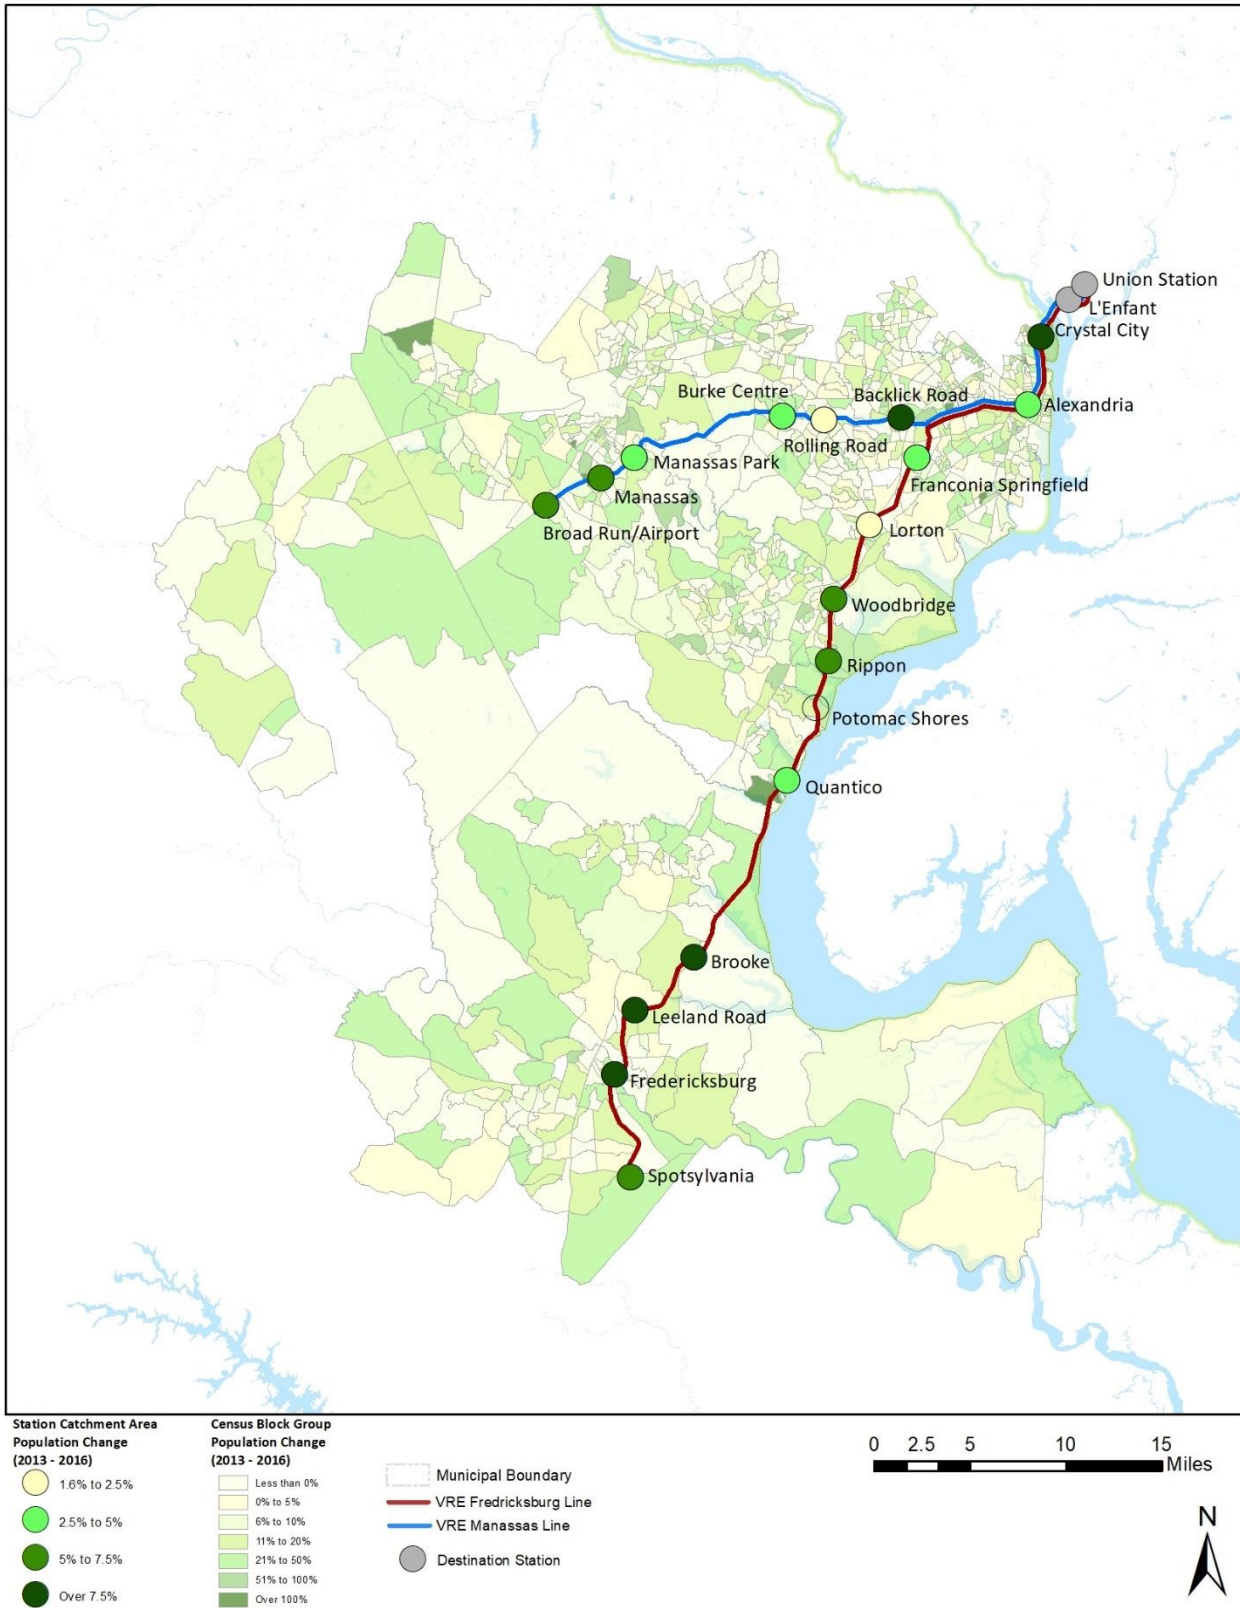 Union Station
L'Enfant
Crystal City
Burke Centre
Backlick Road
Alexandria
Rolling Road
Manassas Park
Franconia Springfield
Manassas
Broad Run/Airport
Lorton
Woodbridge
Rippon
Potomac Shores
Quantico
Brooke
Leeland Road
Fredericksburg
Spotsylvania
Station Catchment Area
Population Change
(2013 - 2016)
1.6% to 2.5%
2.5% to 5%
5% to 7.5%
Over 7.5%
Census Block Group
Population Change
(2013 - 2016)
Less than 0%
0% to 5%
6% to 10%
11% to 20%
21% to 50%
51% to 100%
Over 100%
Municipal Boundary
VRE Fredricksburg Line
VRE Manassas Line
Destination Station
0 2.5 5 10 15
Miles
N